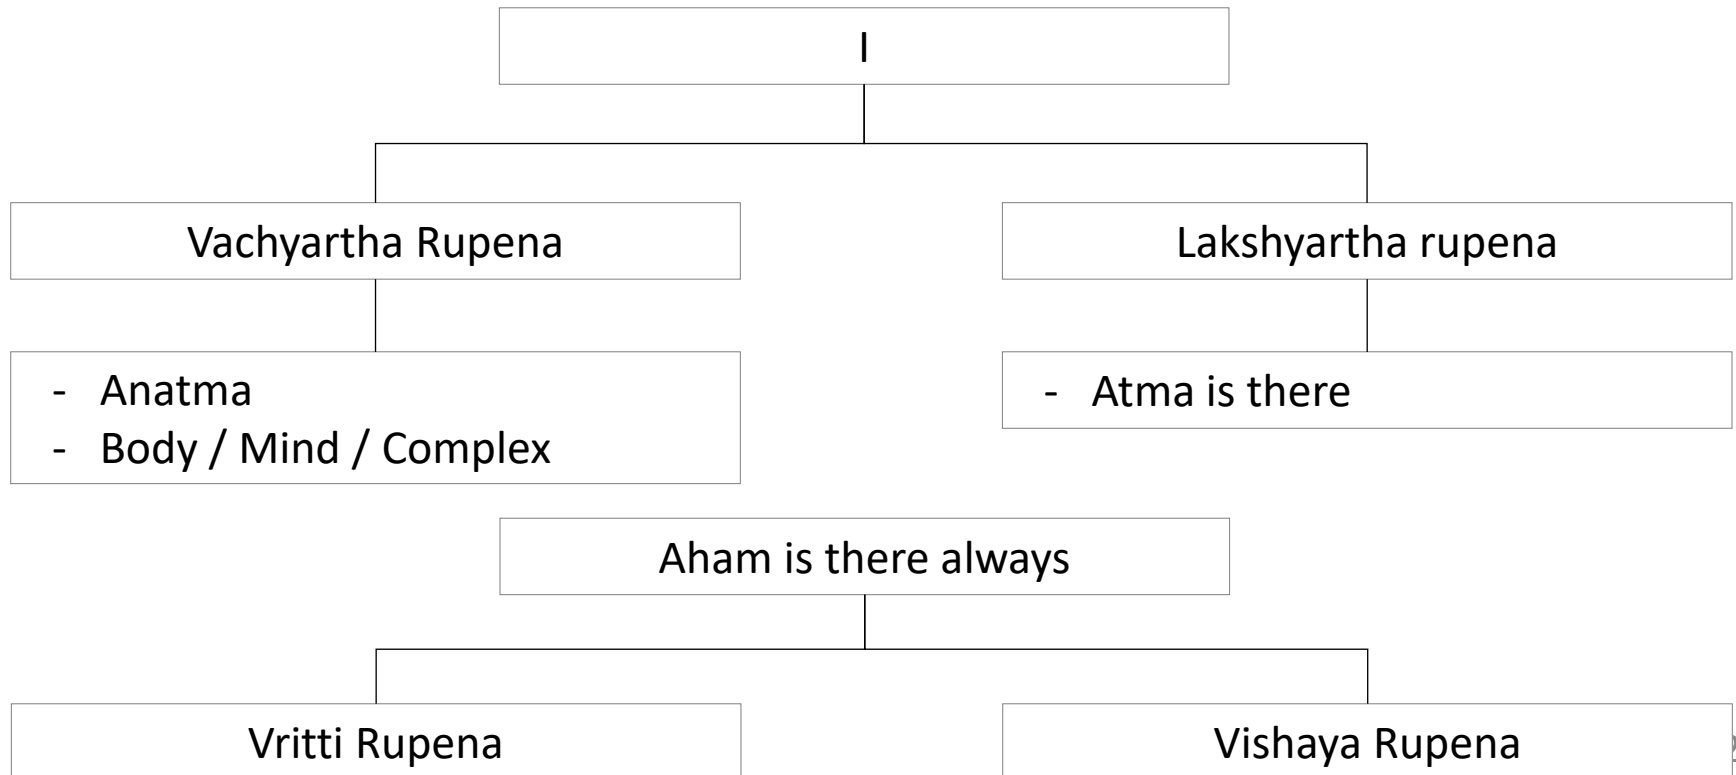 I
Vachyartha Rupena
Lakshyartha rupena
- Anatma
- Body / Mind / Complex
- Atma is there
Aham is there always
Vritti Rupena
Vishaya Rupena